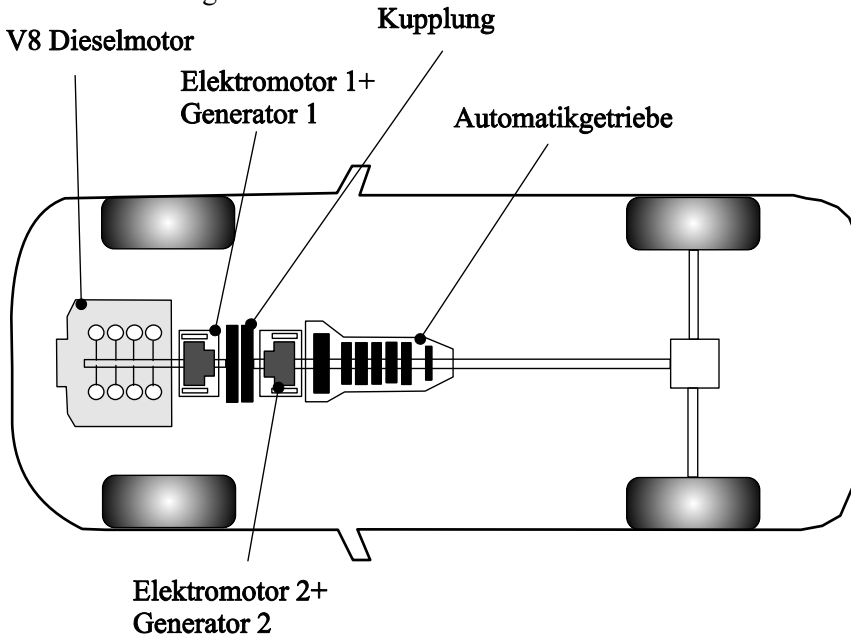 Kupplung
V8 Dieselmotor
Elektromotor 1+
Generator 1
Automatikgetriebe
Elektromotor 2+
Generator 2